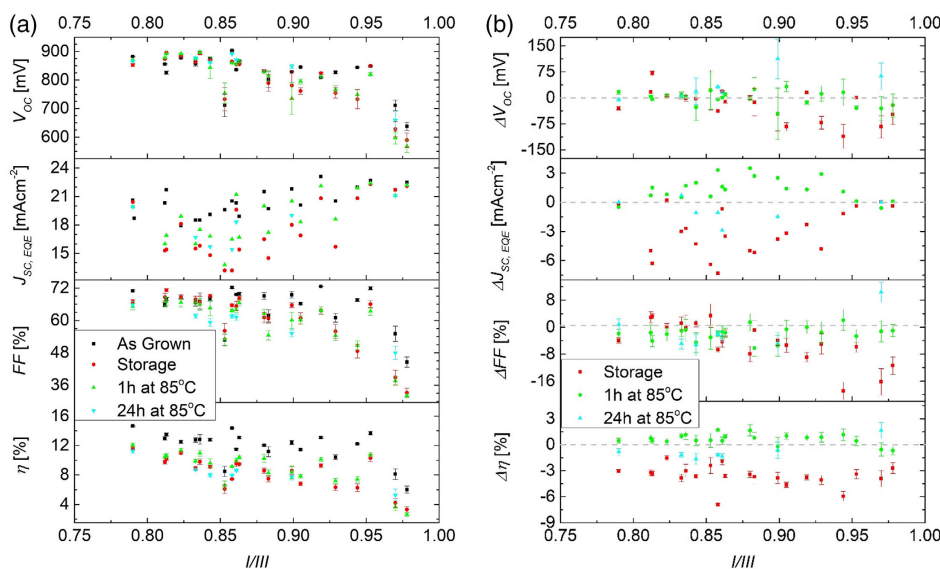 (a)
0.75 0.80 0.85 0.90 0.95 1.00
900
800
700
600
V_OC [mV]
24
21
18
15
12
J_SC, EQE [mAcm^-2]
72
60
48
36
FF [%]
As Grown
Storage
1h at 85°C
24h at 85°C
16
12
8
4
η [%]
0.75 0.80 0.85 0.90 0.95 1.00
I/III
(b)
0.75 0.80 0.85 0.90 0.95 1.00
150
75
0
-75
-150
ΔV_OC [mV]
6
3
0
-3
-6
ΔJ_SC, EQE [mAcm^-2]
8
0
-8
-16
ΔFF [%]
Storage
1h at 85°C
24h at 85°C
3
0
-3
-6
-9
Δη [%]
0.75 0.80 0.85 0.90 0.95 1.00
I/III